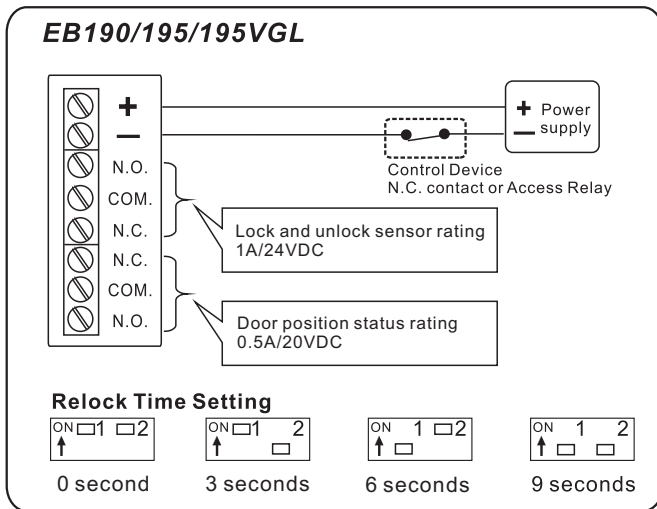 EB190/195/195VGL
+
—
N.O.
COM.
N.C.
N.C.
COM.
N.O.
+ Power
— supply
Control Device
N.C. contact or Access Relay
Lock and unlock sensor rating
1A/24VDC
Door position status rating
0.5A/20VDC
Relock Time Setting
ON 1 2
0 second
ON 1 2
3 seconds
ON 1 2
6 seconds
ON 1 2
9 seconds